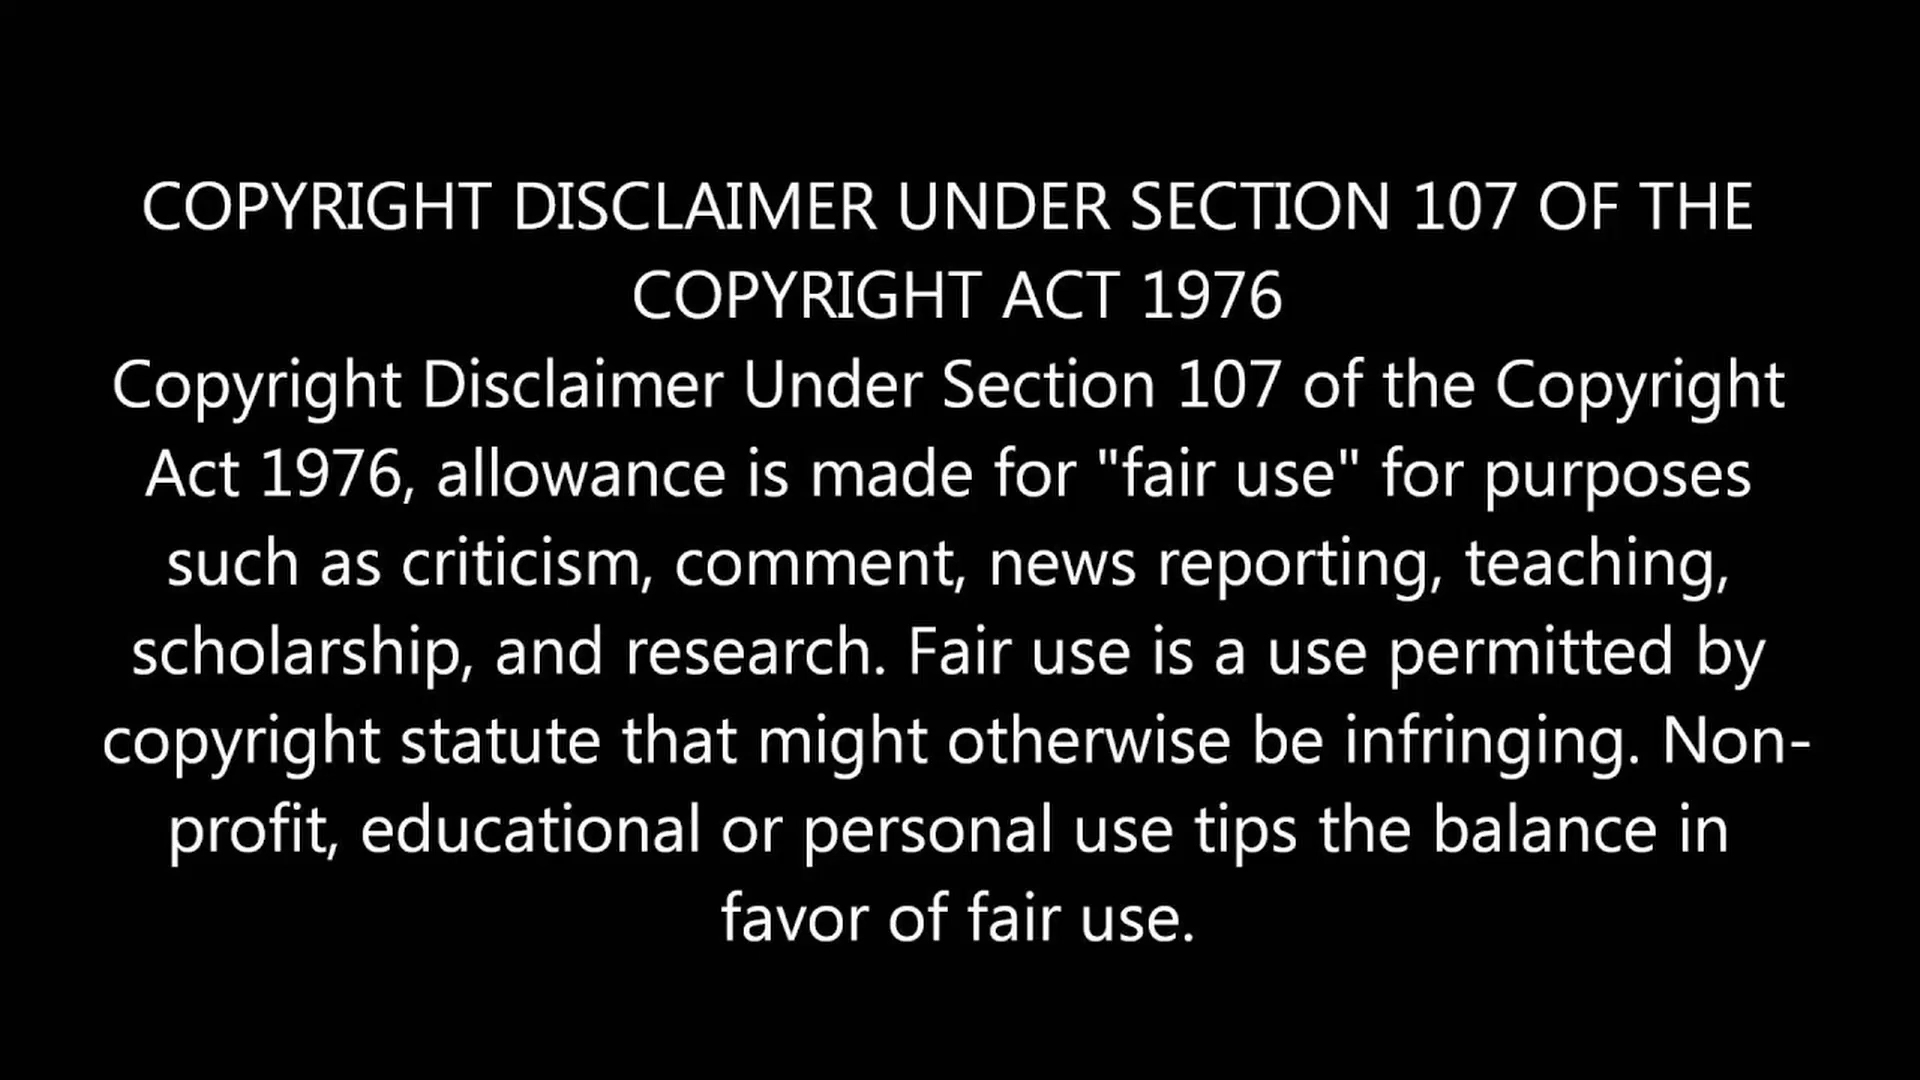 COPYRIGHT DISCLAIMER UNDER SECTION 107 OF THE
COPYRIGHT ACT 1976
Copyright Disclaimer Under Section 107 of the Copyright
Act 1976, allowance is made for "fair use" for purposes
such as criticism, comment, news reporting, teaching,
scholarship, and research. Fair use is a use permitted by
copyright statute that might otherwise be infringing. Non-
profit, educational or personal use tips the balance in
favor of fair use.